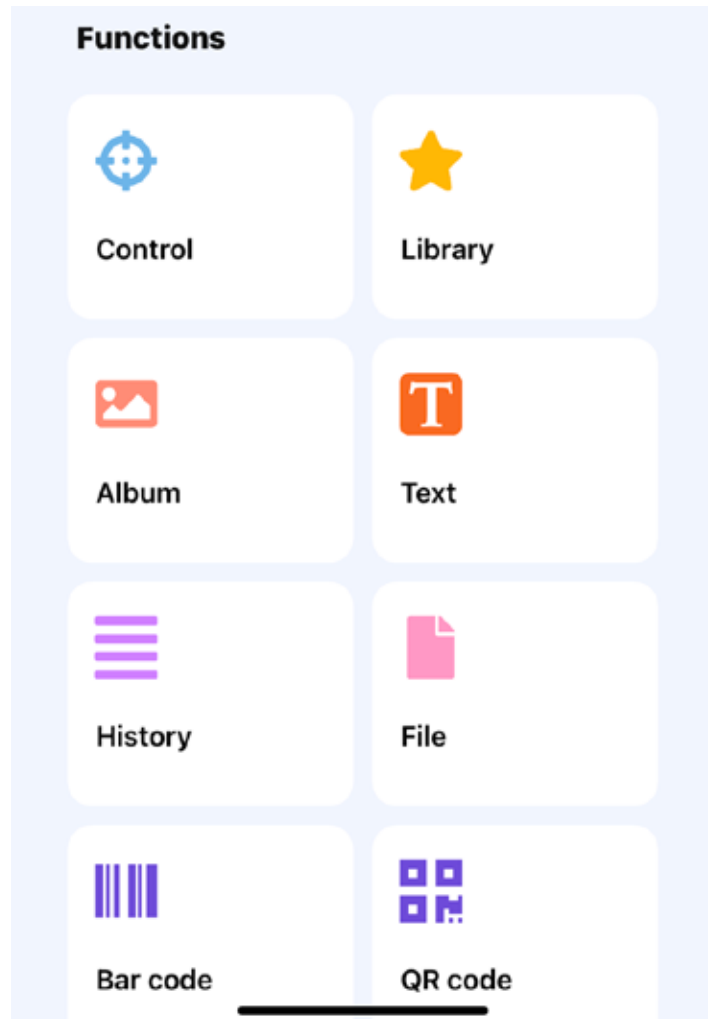 Functions
Control
Library
Album
Text
History
File
Bar code
QR code